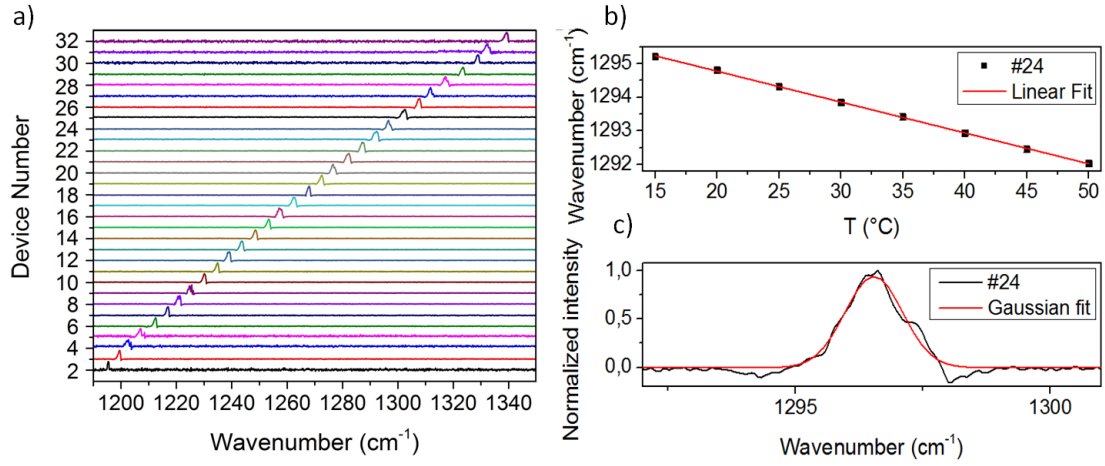 a)
Device Number
32
30
28
26
24
22
20
18
16
14
12
10
8
6
4
2
1200 1220 1240 1260 1280 1300 1320 1340
Wavenumber (cm⁻¹)
b)
Wavenumber (cm⁻¹)
1295
1294
1293
1292
#24
Linear Fit
15 20 25 30 35 40 45 50
T (°C)
c)
Normalized intensity
1,0
0,5
0,0
#24
Gaussian fit
1295 1300
Wavenumber (cm⁻¹)